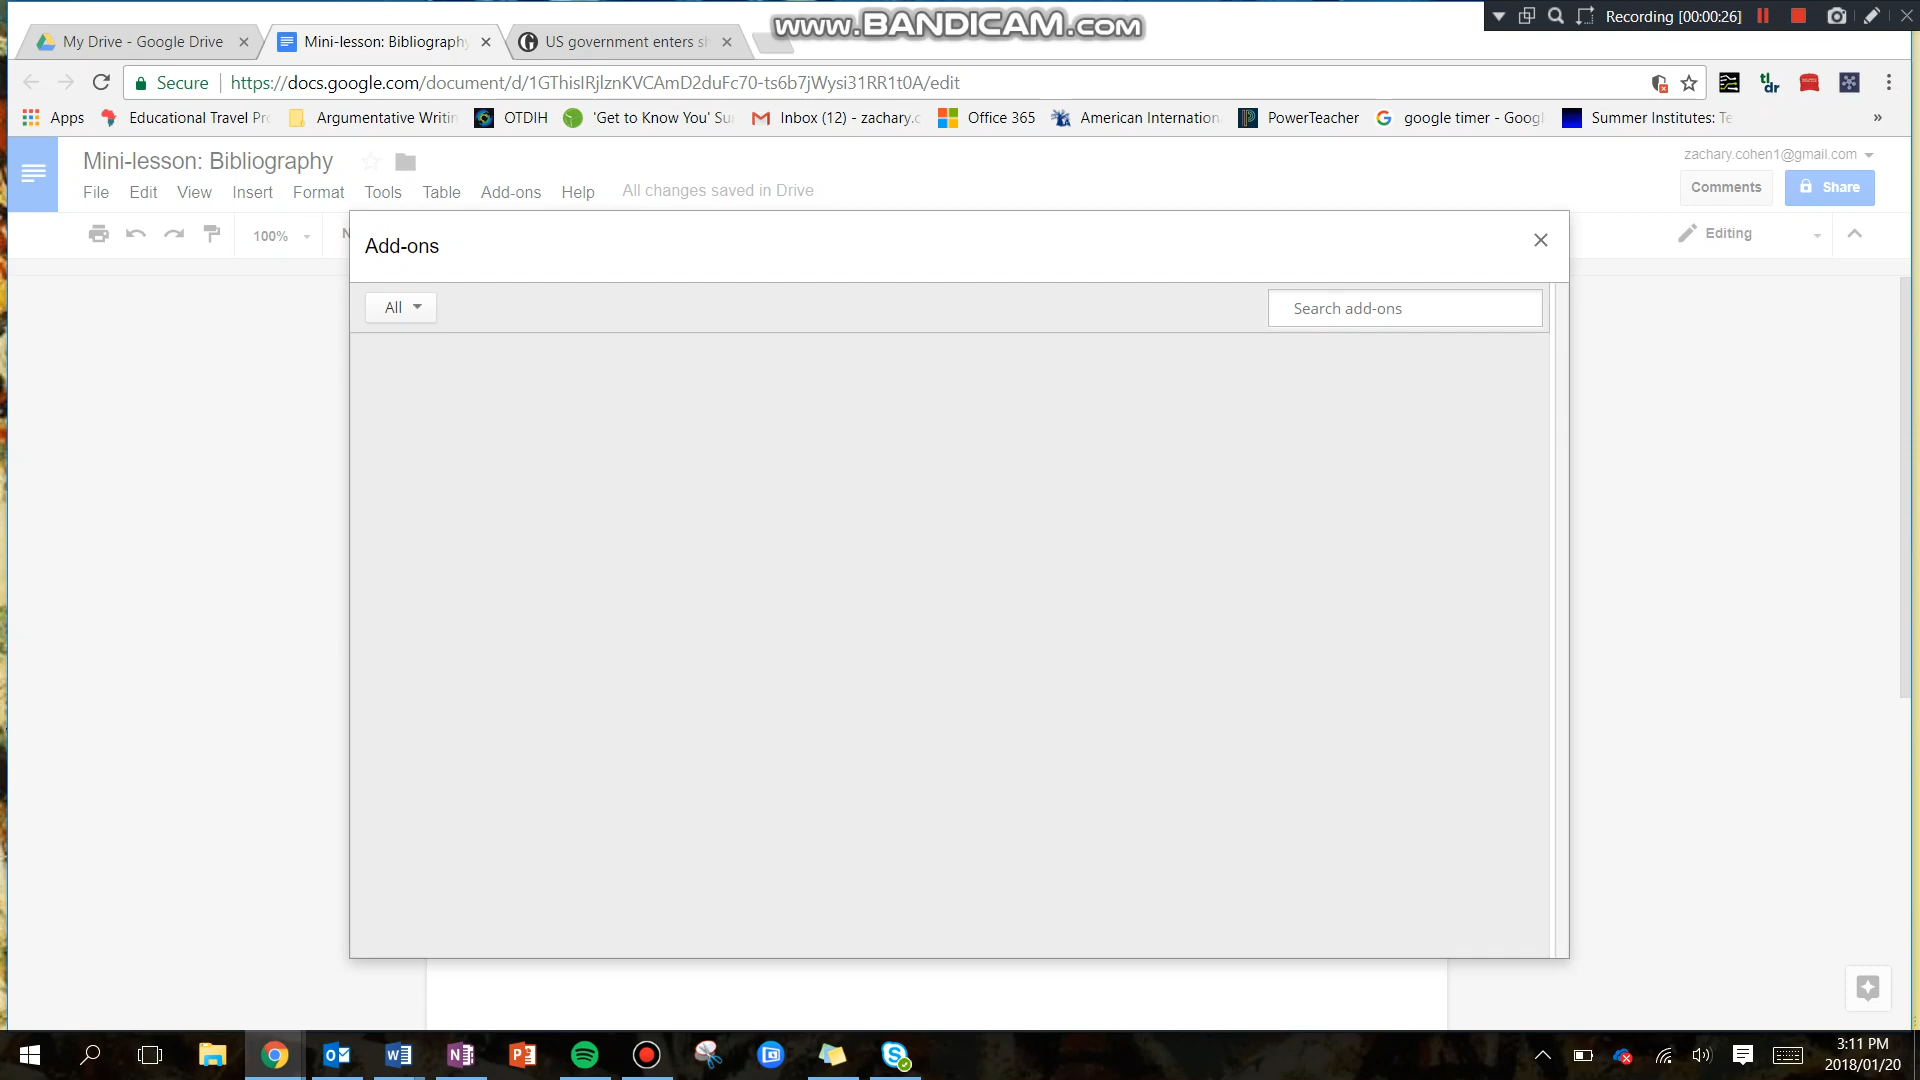 www.BANDICAM.com
Recording [00:00:26]
My Drive - Google Drive
Mini-lesson: Bibliography
US government enters sh
Secure
https://docs.google.com/document/d/1GThisIRjlznKVCAmD2duFc70-ts6b7jWysi31RR1t0A/edit
tl;dr
Apps
Educational Travel Pro
Argumentative Writin
OTDIH
'Get to Know You' Su
Inbox (12) - zachary.c
Office 365
American Internation
PowerTeacher
google timer - Googl
Summer Institutes: Te
»
Mini-lesson: Bibliography
zachary.cohen1@gmail.com
File Edit View Insert Format Tools Table Add-ons Help All changes saved in Drive
Comments
Share
100%
N
Editing
Add-ons
All
Search add-ons
3:11 PM
2018/01/20